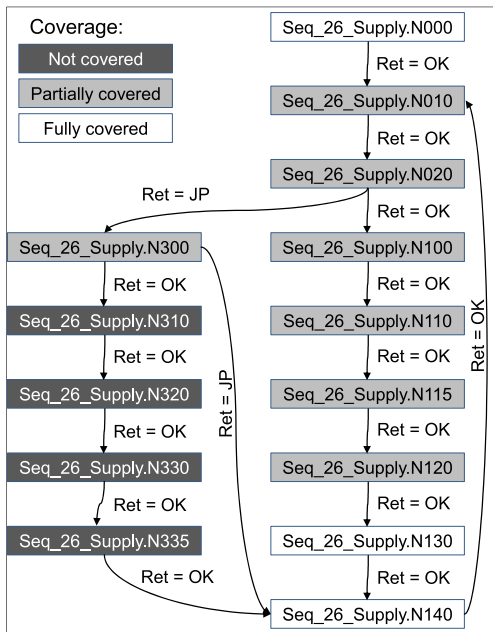 Coverage:
Not covered
Partially covered
Fully covered
Seq_26_Supply.N000
Ret = OK
Seq_26_Supply.N010
Ret = OK
Seq_26_Supply.N020
Ret = JP
Ret = OK
Seq_26_Supply.N300
Seq_26_Supply.N100
Ret = OK
Ret = OK
Seq_26_Supply.N310
Seq_26_Supply.N110
Ret = OK
Ret = OK
Ret = OK
Seq_26_Supply.N320
Ret = JP
Seq_26_Supply.N115
Ret = OK
Ret = OK
Seq_26_Supply.N330
Seq_26_Supply.N120
Ret = OK
Ret = OK
Seq_26_Supply.N335
Seq_26_Supply.N130
Ret = OK
Ret = OK
Seq_26_Supply.N140